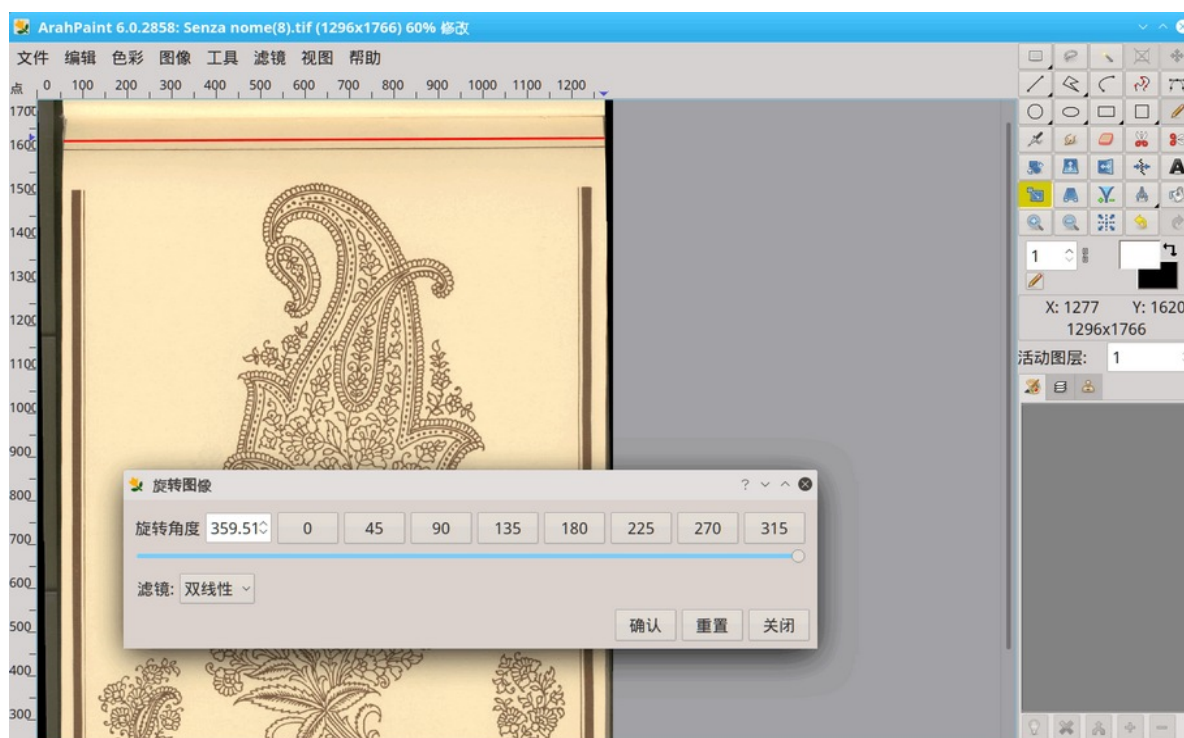 ArahPaint 6.0.2858: Senza nome(8).tif (1296x1766) 60% 修改
文件 编辑 色彩 图像 工具 滤镜 视图 帮助
点 0 100 200 300 400 500 600 700 800 900 1000 1100 1200
1700
1600
1500
1400
1300
1200
1100
1000
900
800
700
600
500
400
300
1
X: 1277 Y: 1620
1296x1766
活动图层: 1
旋转图像
旋转角度 359.51 0 45 90 135 180 225 270 315
滤镜: 双线性
确认 重置 关闭